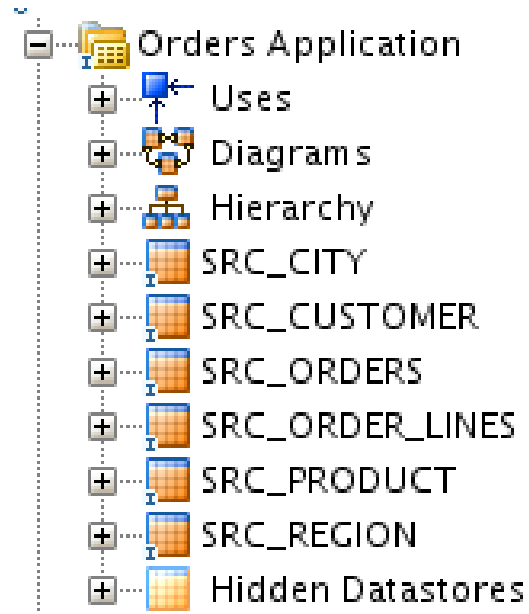 Orders Application
Uses
Diagrams
Hierarchy
SRC_CITY
SRC_CUSTOMER
SRC_ORDERS
SRC_ORDER_LINES
SRC_PRODUCT
SRC_REGION
Hidden Datastores